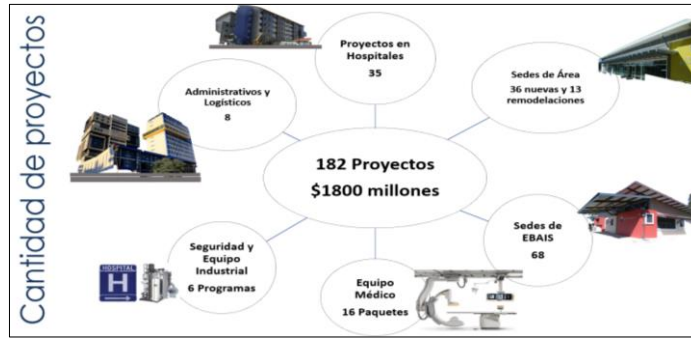 Cantidad de proyectos
Proyectos en
Hospitales
35
Administrativos y
Logísticos
8
Sedes de Área
36 nuevas y 13
remodelaciones
182 Proyectos
$1800 millones
Seguridad y
Equipo
Industrial
6 Programas
HOSPITAL
H
Equipo
Médico
16 Paquetes
Sedes de
EBAIS
68